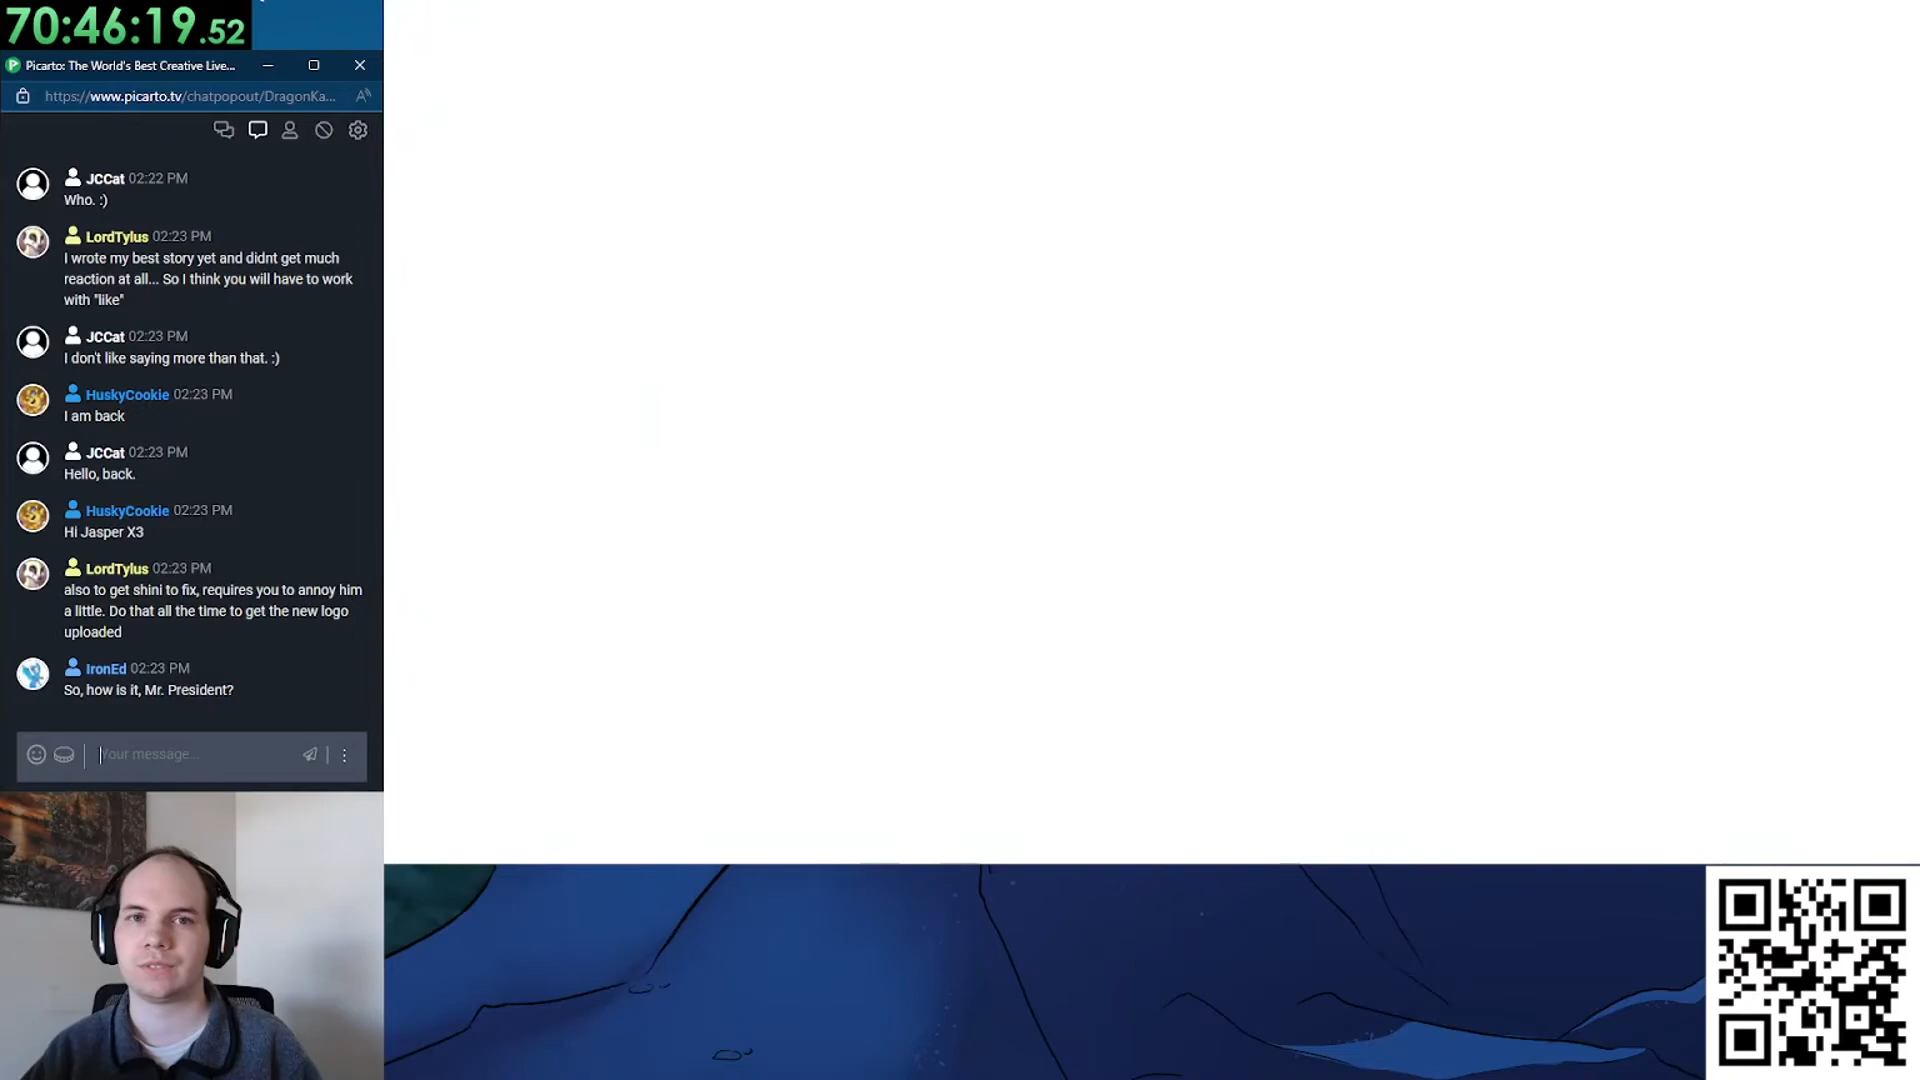 70:46:19.52
Picarto: The World's Best Creative Live...
https://www.picarto.tv/chatpopout/DragonKa...
JCCat 02:22 PM
Who. :)
LordTylus 02:23 PM
I wrote my best story yet and didnt get much
reaction at all... So I think you will have to work
with "like"
JCCat 02:23 PM
I don't like saying more than that. :)
HuskyCookie 02:23 PM
I am back
JCCat 02:23 PM
Hello, back.
HuskyCookie 02:23 PM
Hi Jasper X3
LordTylus 02:23 PM
also to get shini to fix, requires you to annoy him
a little. Do that all the time to get the new logo
uploaded
IronEd 02:23 PM
So, how is it, Mr. President?
Your message...